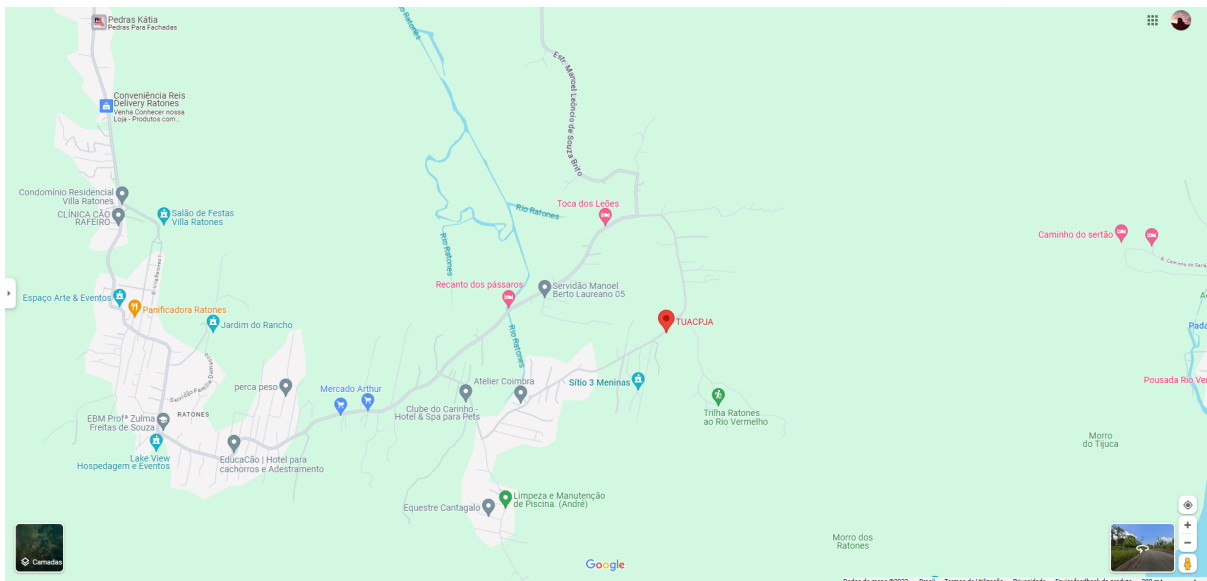 Pedras Kátia
Pedras Para Fachadas
Conveniência Reis
Delivery Ratones
Venha Conhecer nossa
Loja - Produtos com...
Estr. Manoel Leôncio de Souza Brito
Rio Ratones
Condomínio Residencial
Villa Ratones
CLÍNICA CÃO
RAFEIRO
Salão de Festas
Villa Ratones
Toca dos Leões
Rio Ratones
Rio Ratones
Caminho do sertão
Recanto dos pássaros
Servidão Manoel
Berto Laureano 05
Espaço Arte & Eventos
Panificadora Ratones
Jardim do Rancho
TUACPJA
Rio Ratones
Pada
perca peso
Atelier Coimbra
Sítio 3 Meninas
Pousada Rio Ver
Mercado Arthur
Clube do Carinho -
Hotel & Spa para Pets
Trilha Ratones
ao Rio Vermelho
RATONES
EBM Profª Zulma
Freitas de Souza
Morro
do Tijuca
Lake View
Hospedagem e Eventos
EducaCão | Hotel para
cachorros e Adestramento
Limpeza e Manutenção
de Piscina. (André)
Equestre Cantagalo
Morro dos
Ratones
Camadas
Google